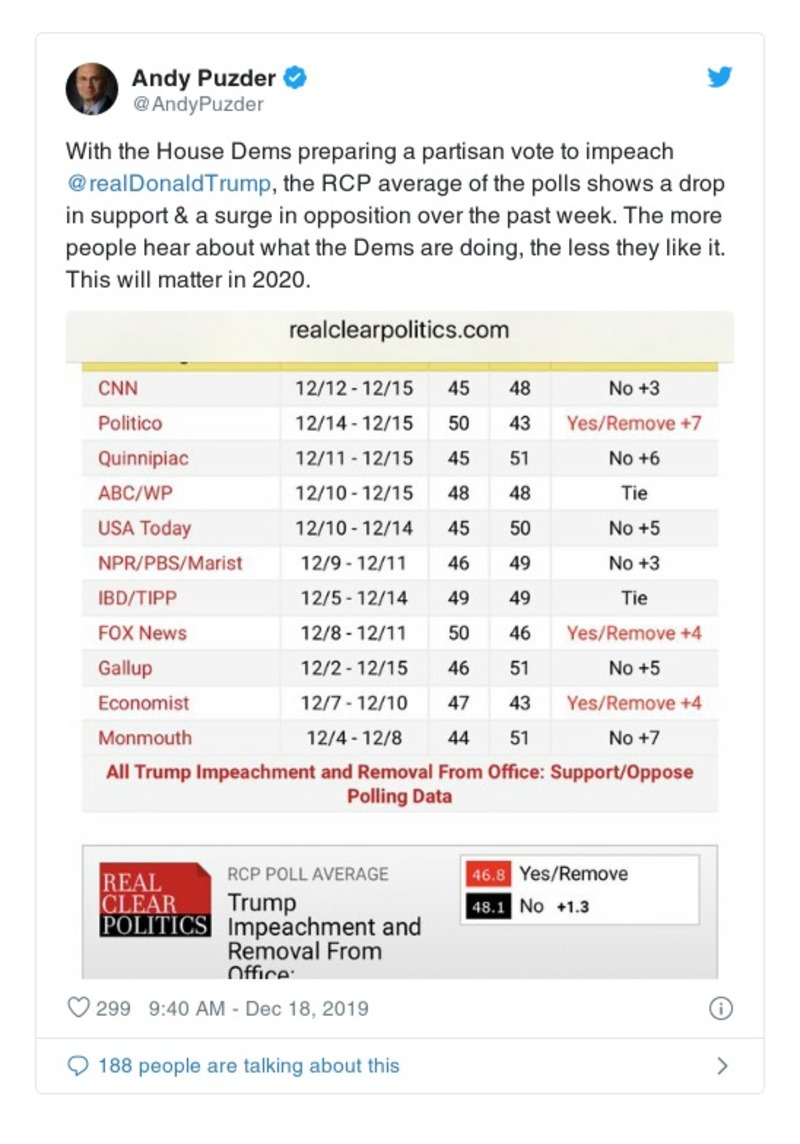 Andy Puzder
@AndyPuzder
With the House Dems preparing a partisan vote to impeach
@realDonaldTrump, the RCP average of the polls shows a drop
in support & a surge in opposition over the past week. The more
people hear about what the Dems are doing, the less they like it.
This will matter in 2020.
realclearpolitics.com
CNN 12/12 - 12/15 45 48 No +3
Politico 12/14 - 12/15 50 43 Yes/Remove +7
Quinnipiac 12/11 - 12/15 45 51 No +6
ABC/WP 12/10 - 12/15 48 48 Tie
USA Today 12/10 - 12/14 45 50 No +5
NPR/PBS/Marist 12/9 - 12/11 46 49 No +3
IBD/TIPP 12/5 - 12/14 49 49 Tie
FOX News 12/8 - 12/11 50 46 Yes/Remove +4
Gallup 12/2 - 12/15 46 51 No +5
Economist 12/7 - 12/10 47 43 Yes/Remove +4
Monmouth 12/4 - 12/8 44 51 No +7
All Trump Impeachment and Removal From Office: Support/Oppose
Polling Data
REAL
CLEAR
POLITICS
RCP POLL AVERAGE
Trump
Impeachment and
Removal From
Office:
46.8 Yes/Remove
48.1 No +1.3
299 9:40 AM - Dec 18, 2019
188 people are talking about this